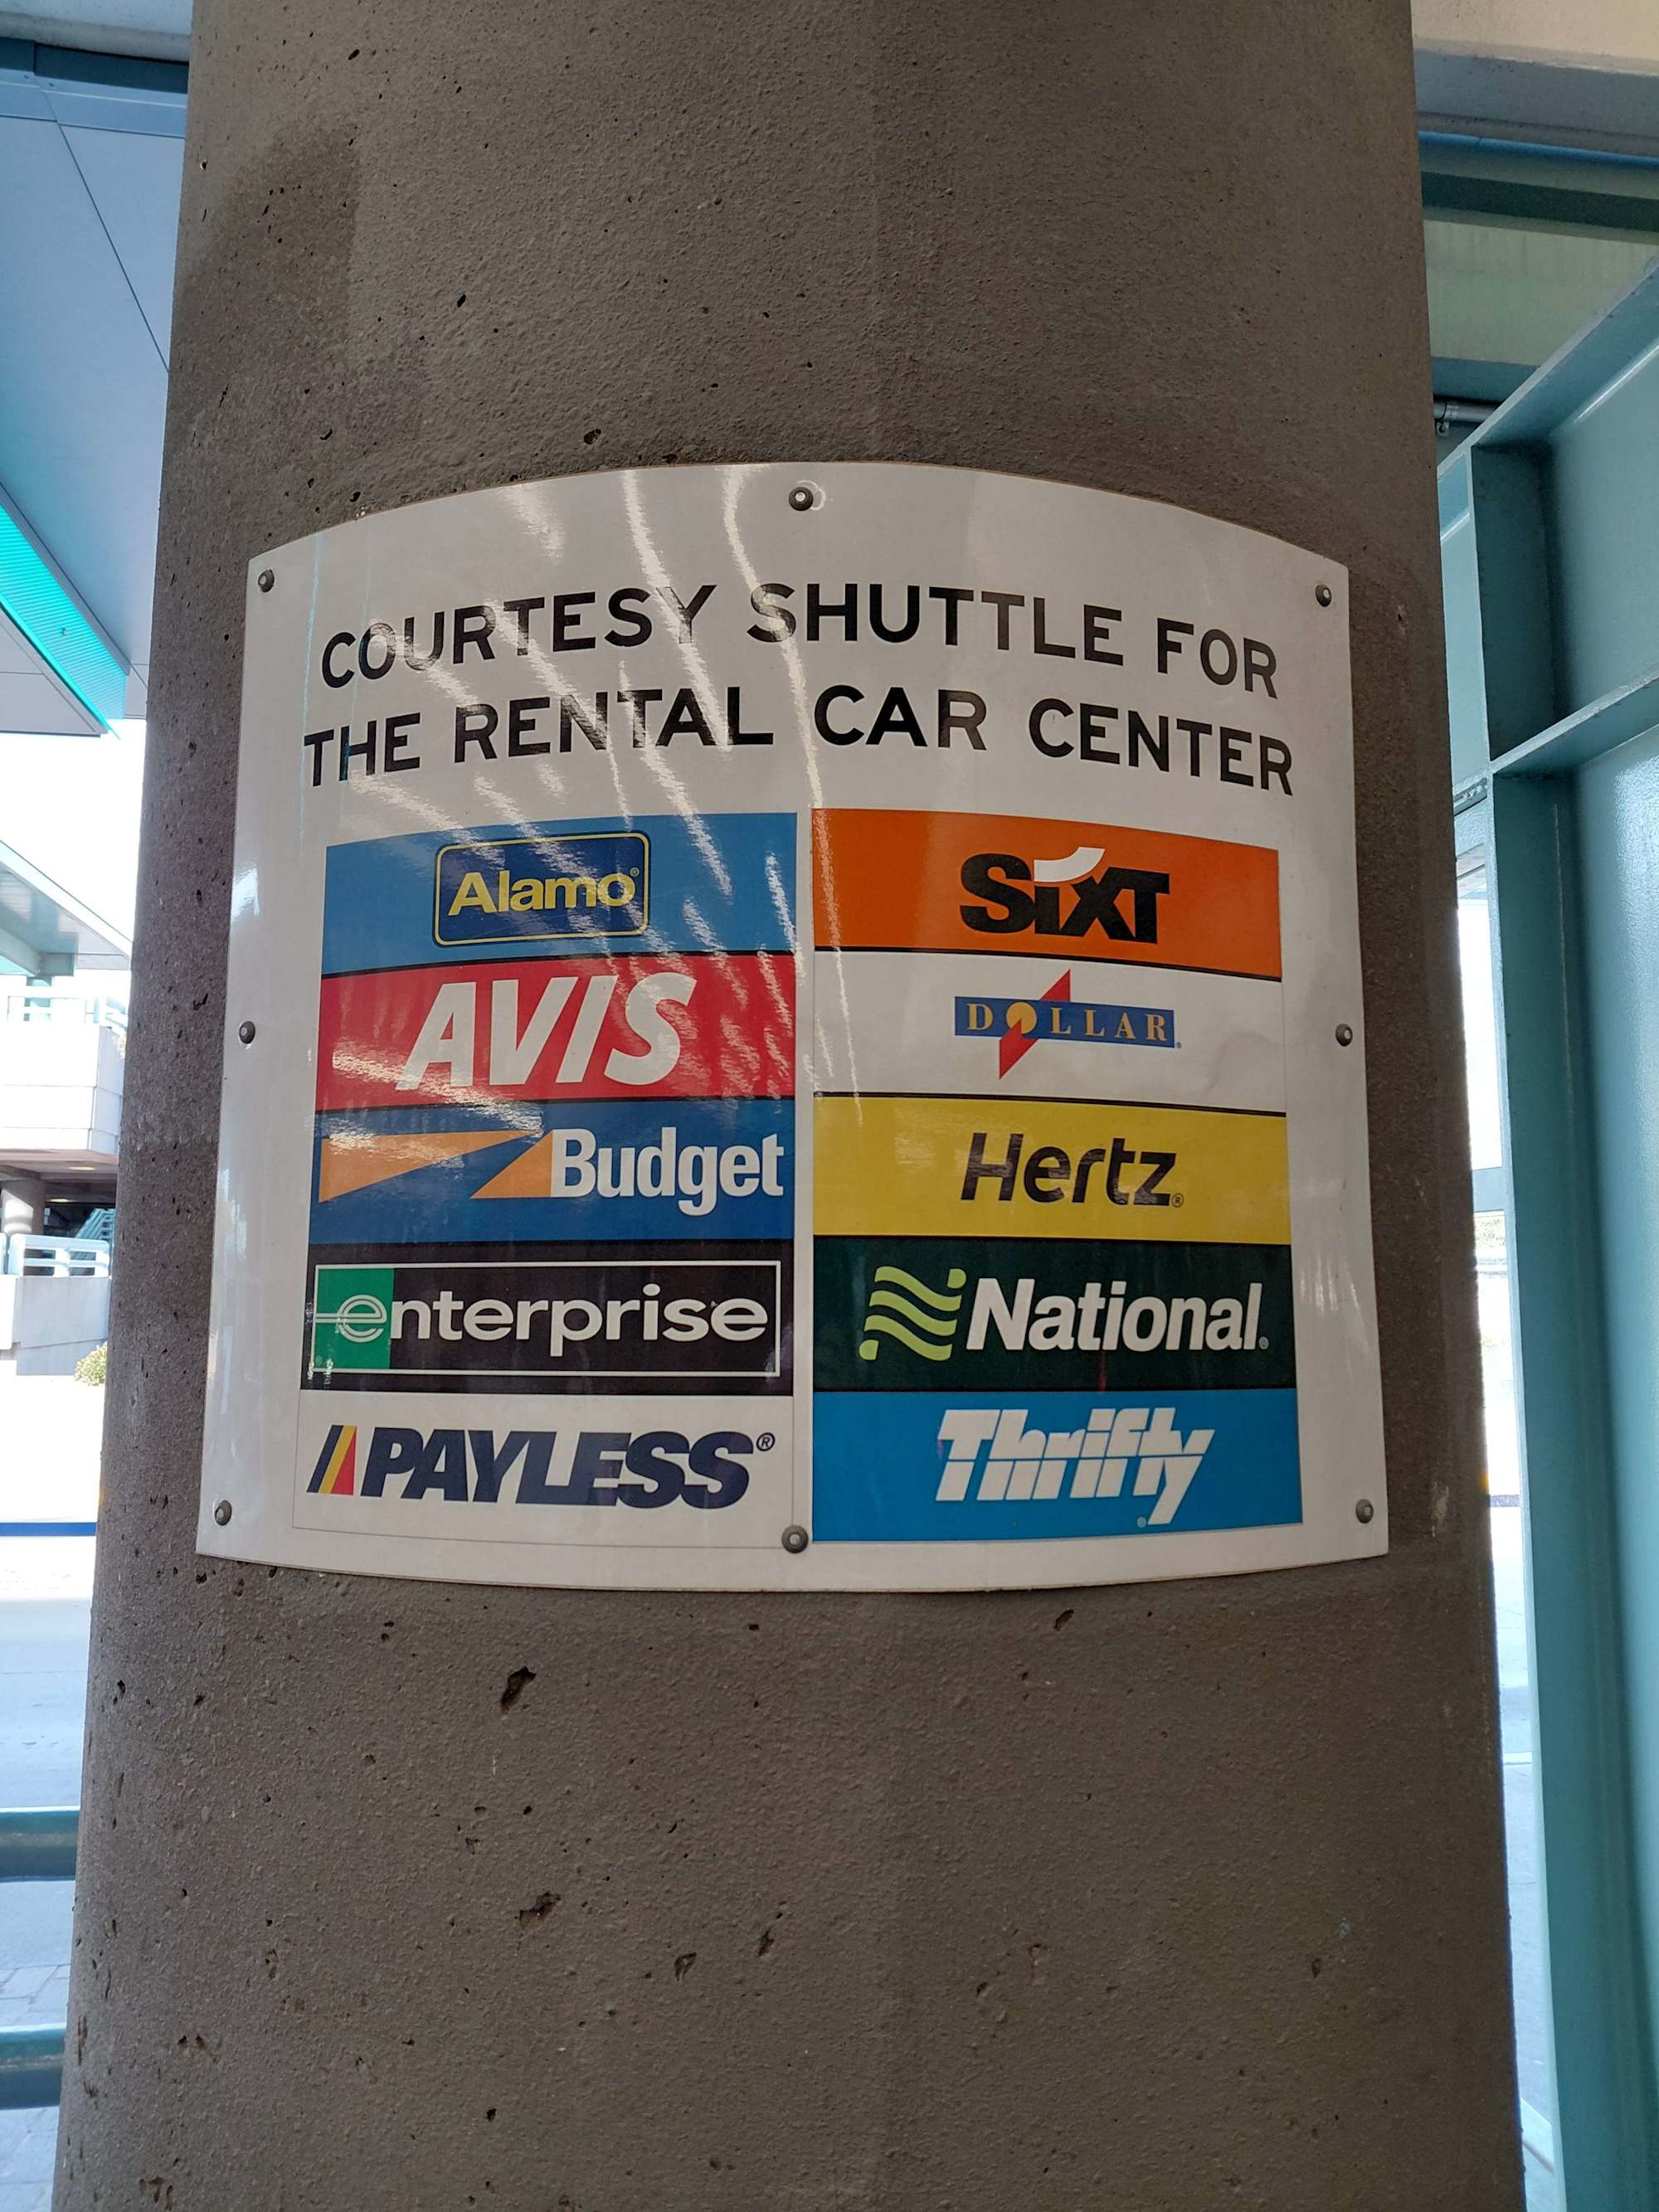 COURTESY SHUTTLE FOR
THE RENTAL CAR CENTER
Alamo®
SIXT
AVIS
DOLLAR®
Budget
Hertz®
enterprise
National®
PAYLESS®
Thrifty®